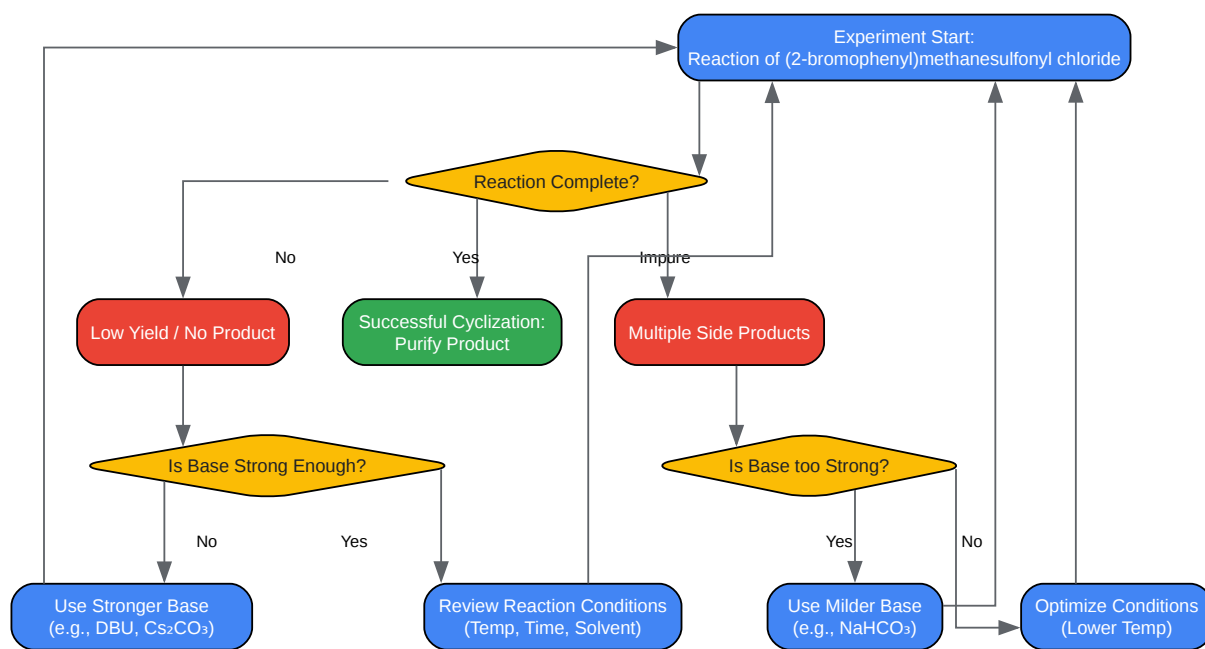 Experiment Start:
Reaction of (2-bromophenyl)methanesulfonyl chloride
Reaction Complete?
No
Yes
Impure
Low Yield / No Product
Successful Cyclization:
Purify Product
Multiple Side Products
Is Base Strong Enough?
Is Base too Strong?
No
Yes
Yes
No
Use Stronger Base
(e.g., DBU, Cs₂CO₃)
Review Reaction Conditions
(Temp, Time, Solvent)
Use Milder Base
(e.g., NaHCO₃)
Optimize Conditions
(Lower Temp)